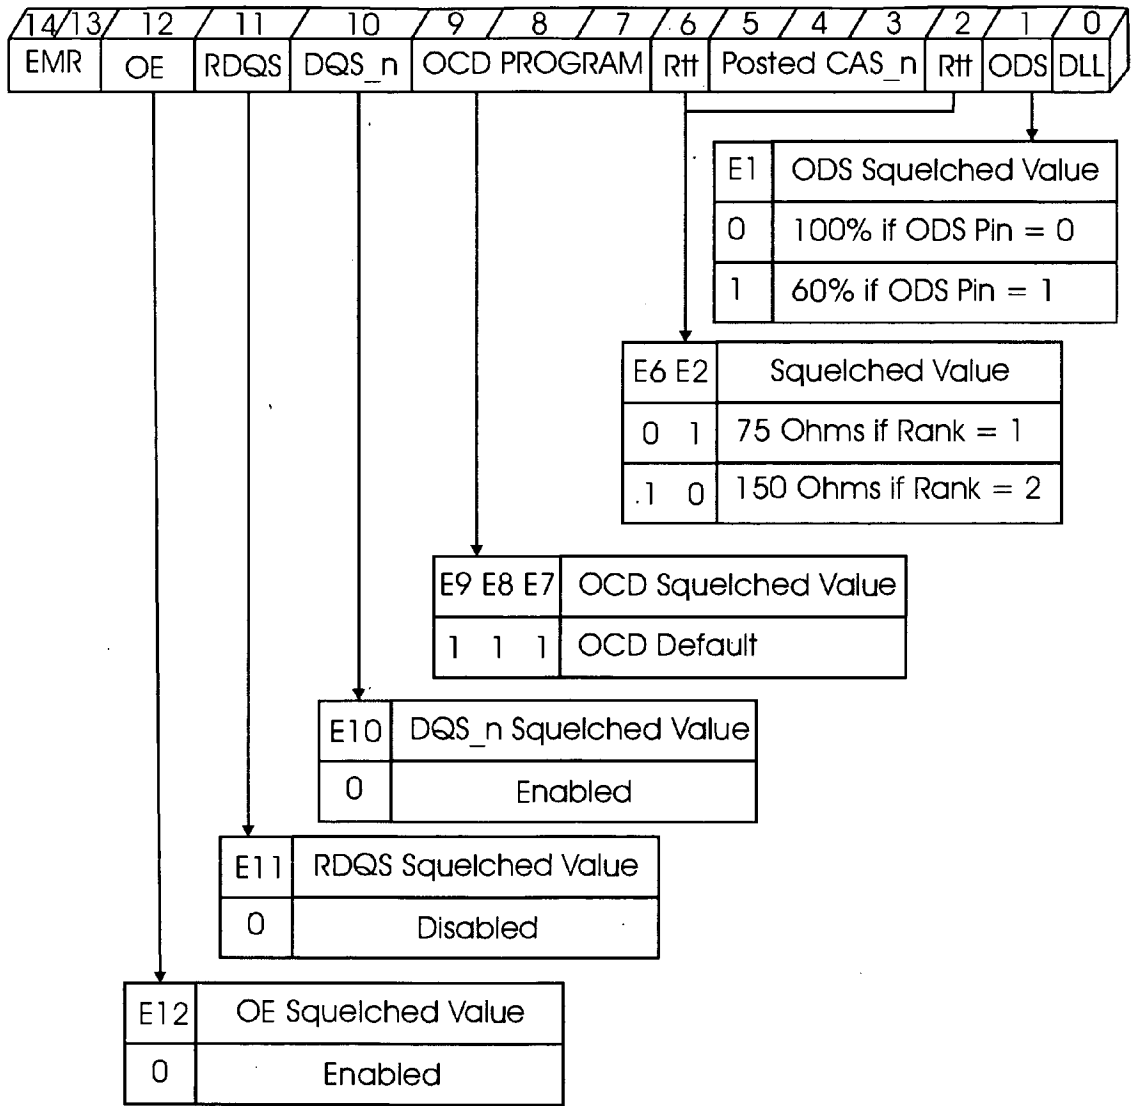 14/13 12 11 10 9 8 7 6 5 4 3 2 1 0
EMR OE RDQS DQS_n OCD PROGRAM Rtt Posted CAS_n Rtt ODS DLL
E1 ODS Squelched Value
0 100% if ODS Pin = 0
1 60% if ODS Pin = 1
E6 E2 Squelched Value
0 1 75 Ohms if Rank = 1
.1 0 150 Ohms if Rank = 2
E9 E8 E7 OCD Squelched Value
1 1 1 OCD Default
E10 DQS_n Squelched Value
0 Enabled
E11 RDQS Squelched Value
0 Disabled
E12 OE Squelched Value
0 Enabled